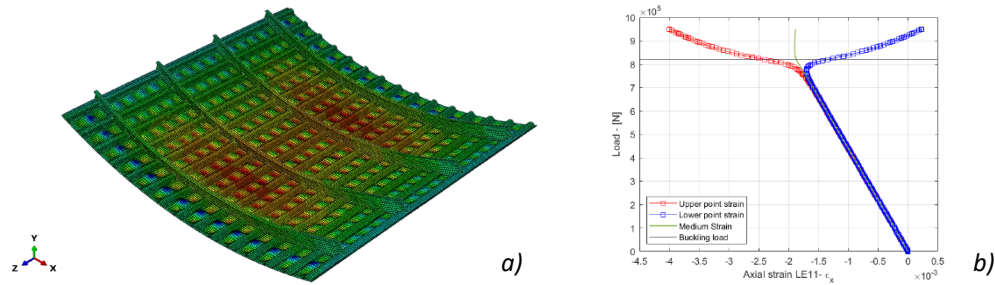 Y
Z
X
a)
×10⁵
10
9
8
7
6
5
4
3
2
1
0
Load - [N]
Upper point strain
Lower point strain
Medium Strain
Buckling load
-4.5 -4 -3.5 -3 -2.5 -2 -1.5 -1 -0.5 0 0.5
Axial strain LE11- εₓ
×10⁻³
b)